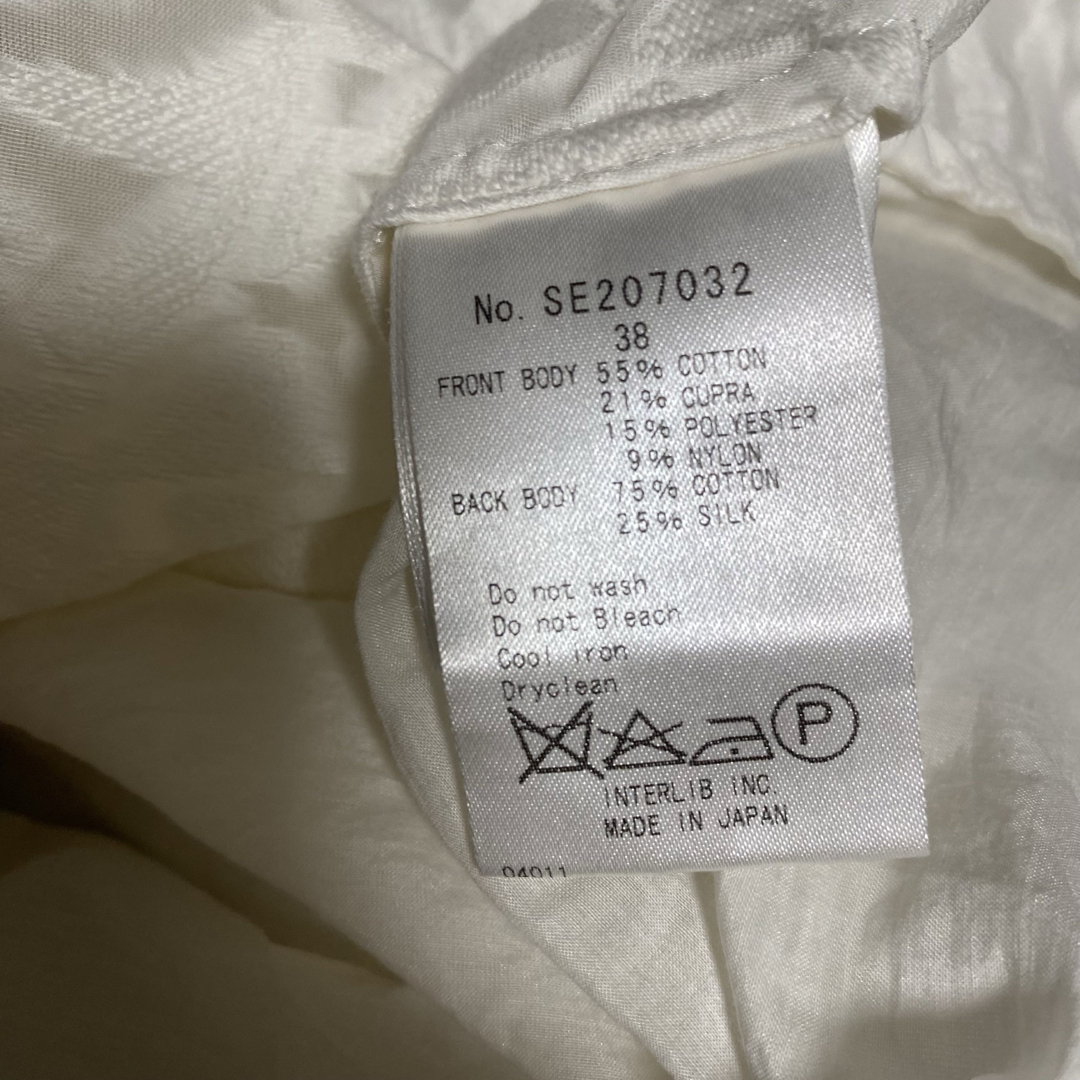 No. SE207032
38
FRONT BODY 55% COTTON
21% CUPRA
15% POLYESTER
9% NYLON
BACK BODY 75% COTTON
25% SILK
Do not wash
Do not Bleach
Cool iron
Dryclean
P
INTERLIB INC.
MADE IN JAPAN
04011